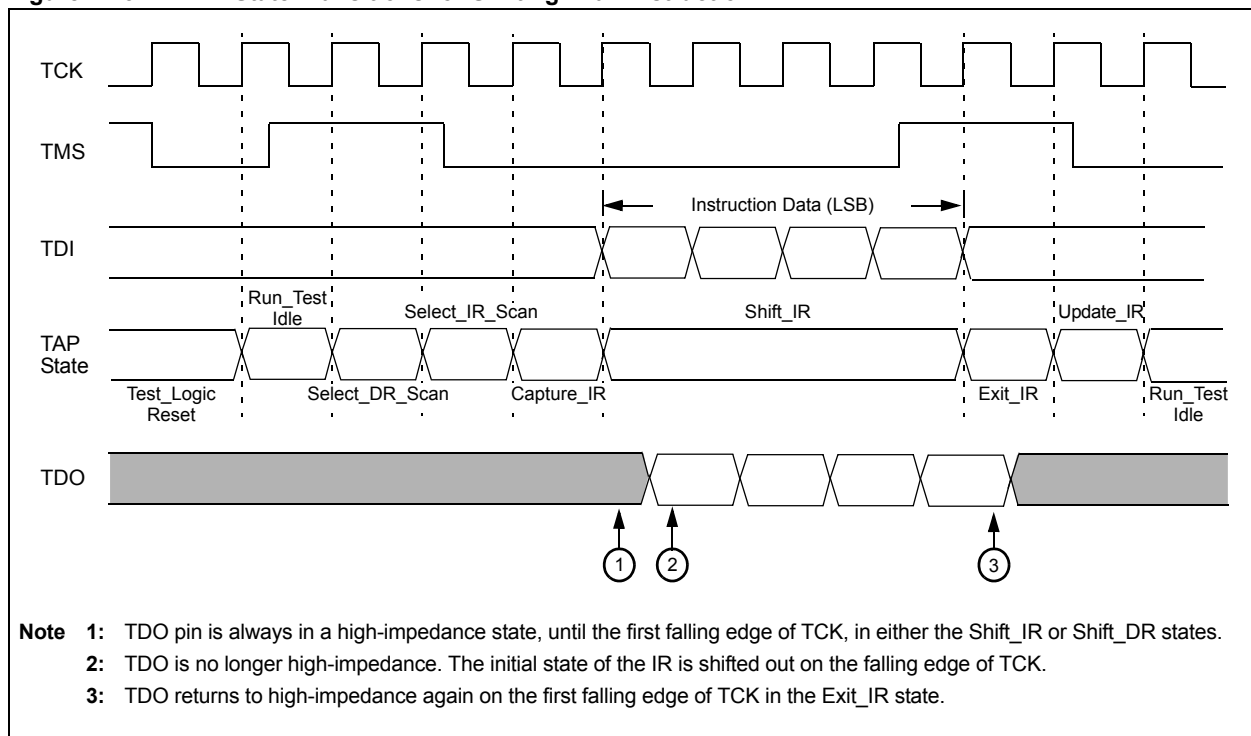 TCK
TMS
Instruction Data (LSB)
TDI
Run_Test
Idle
Select_IR_Scan
Shift_IR
Update_IR
TAP
State
Test_Logic
Reset
Select_DR_Scan
Capture_IR
Exit_IR
Run_Test
Idle
TDO
1
2
3
Note 1: TDO pin is always in a high-impedance state, until the first falling edge of TCK, in either the Shift_IR or Shift_DR states.
2: TDO is no longer high-impedance. The initial state of the IR is shifted out on the falling edge of TCK.
3: TDO returns to high-impedance again on the first falling edge of TCK in the Exit_IR state.